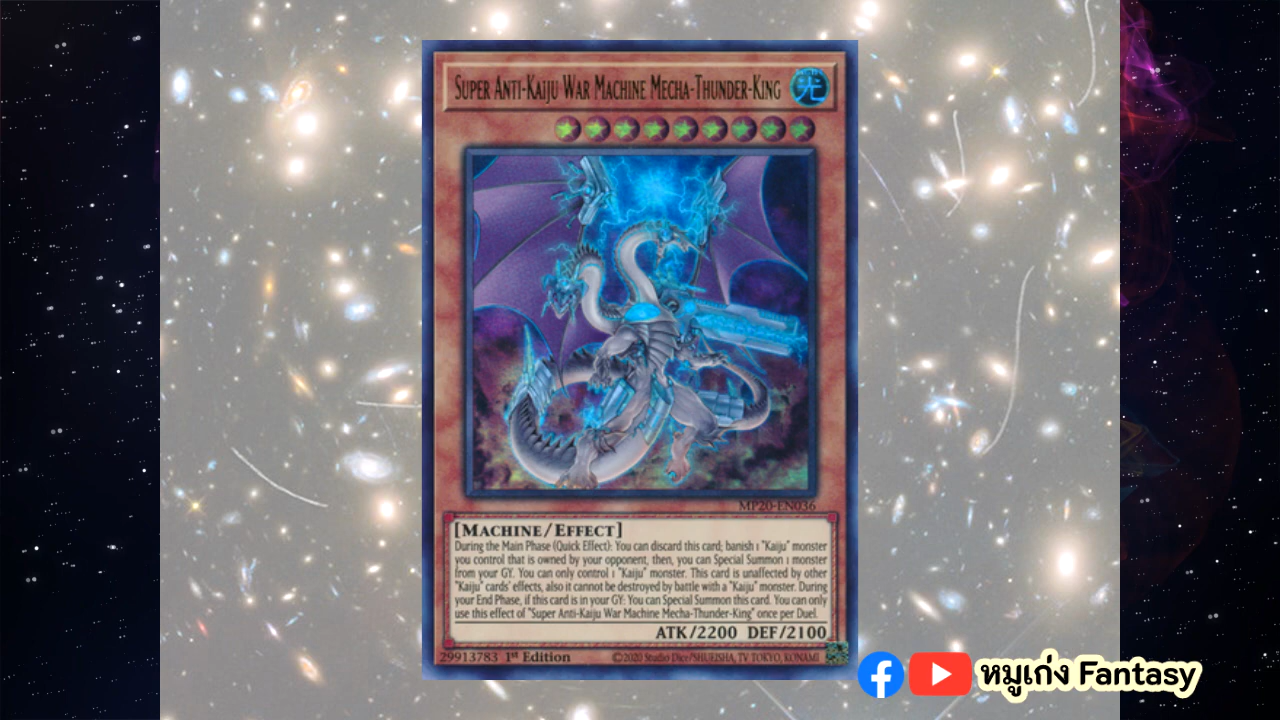 SUPER ANTI-KAIJU WAR MACHINE MECHA-THUNDER-KING
光
MP20-EN036
[MACHINE/EFFECT]
During the Main Phase (Quick Effect): You can discard this card; banish 1 "Kaiju" monster
you control that is owned by your opponent, then, you can Special Summon 1 monster
from your GY. You can only control 1 "Kaiju" monster. This card is unaffected by other
"Kaiju" cards' effects, also it cannot be destroyed by battle with a "Kaiju" monster. During
your End Phase, if this card is in your GY: You can Special Summon this card. You can only
use this effect of "Super Anti-Kaiju War Machine Mecha-Thunder-King" once per Duel.
ATK/2200 DEF/2100
29913783 1st Edition ©2020 Studio Dice/SHUEISHA, TV TOKYO, KONAMI
หมูเก่ง Fantasy